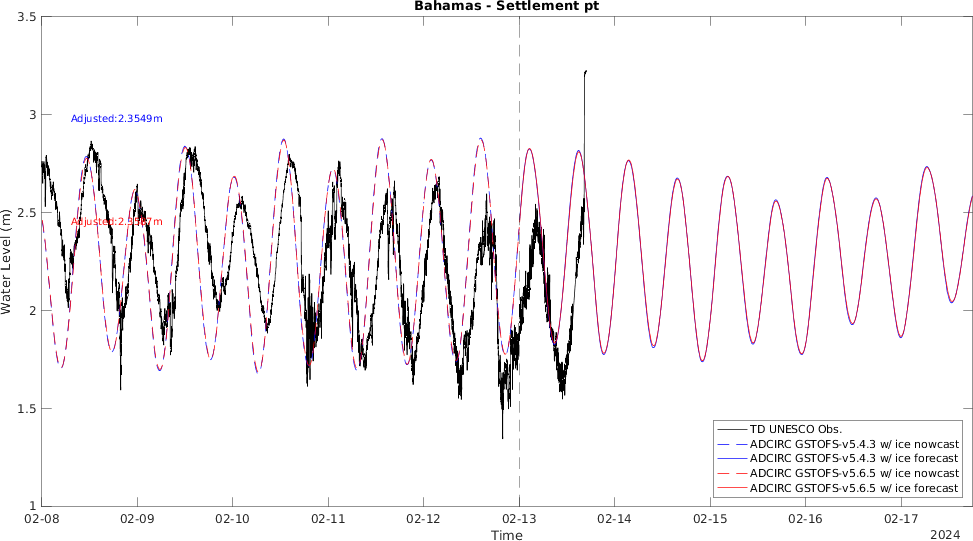 Bahamas - Settlement pt
3.5
3
2.5
2
1.5
1
Water Level (m)
Adjusted:2.3549m
02-08
02-09
02-10
02-11
02-12
02-13
02-14
02-15
02-16
02-17
Time
2024
TD UNESCO Obs.
ADCIRC GSTOFS-v5.4.3 w/ ice nowcast
ADCIRC GSTOFS-v5.4.3 w/ ice forecast
ADCIRC GSTOFS-v5.6.5 w/ ice nowcast
ADCIRC GSTOFS-v5.6.5 w/ ice forecast